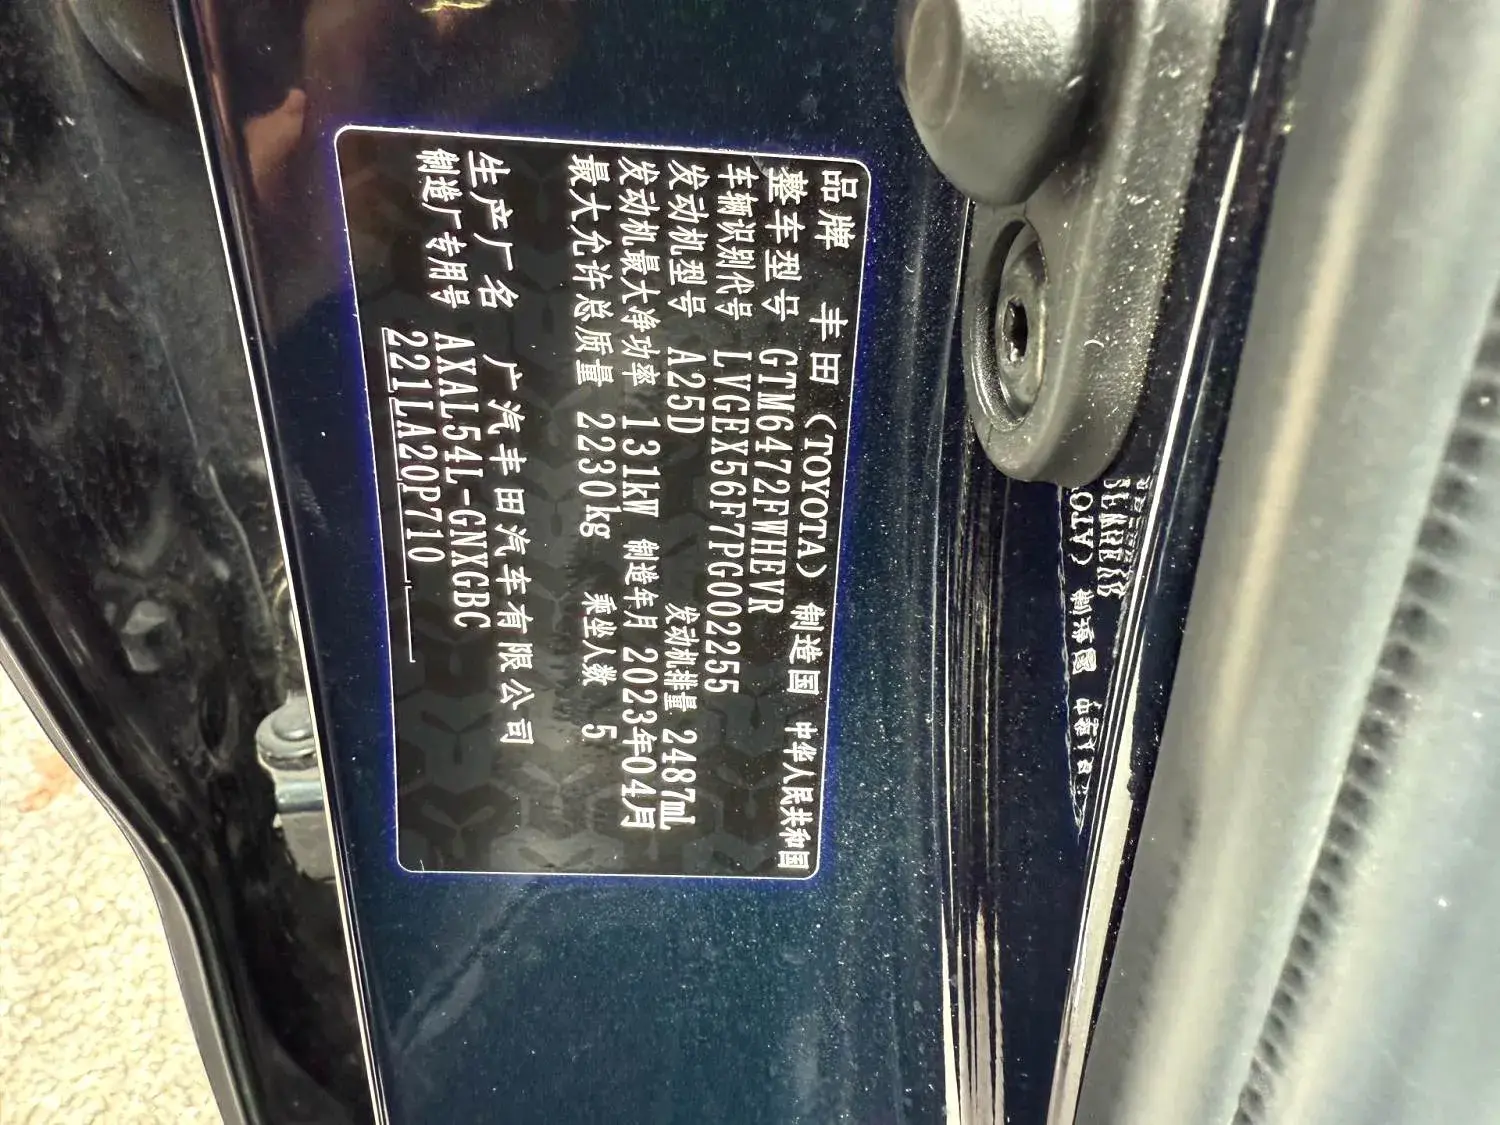 品牌 丰田（TOYOTA） 制造国 中华人民共和国
整车型号 GTM6472FWHEVR
车辆识别代号 LVGEX56F7PG002255
发动机型号 A25D 发动机排量 2487mL
发动机最大净功率 131kW 制造年月 2023年04月
最大允许总质量 2230kg 乘坐人数 5
生产厂名 广汽丰田汽车有限公司
制造厂专用号 AXAL54L-GNXGBC
221LA20P710